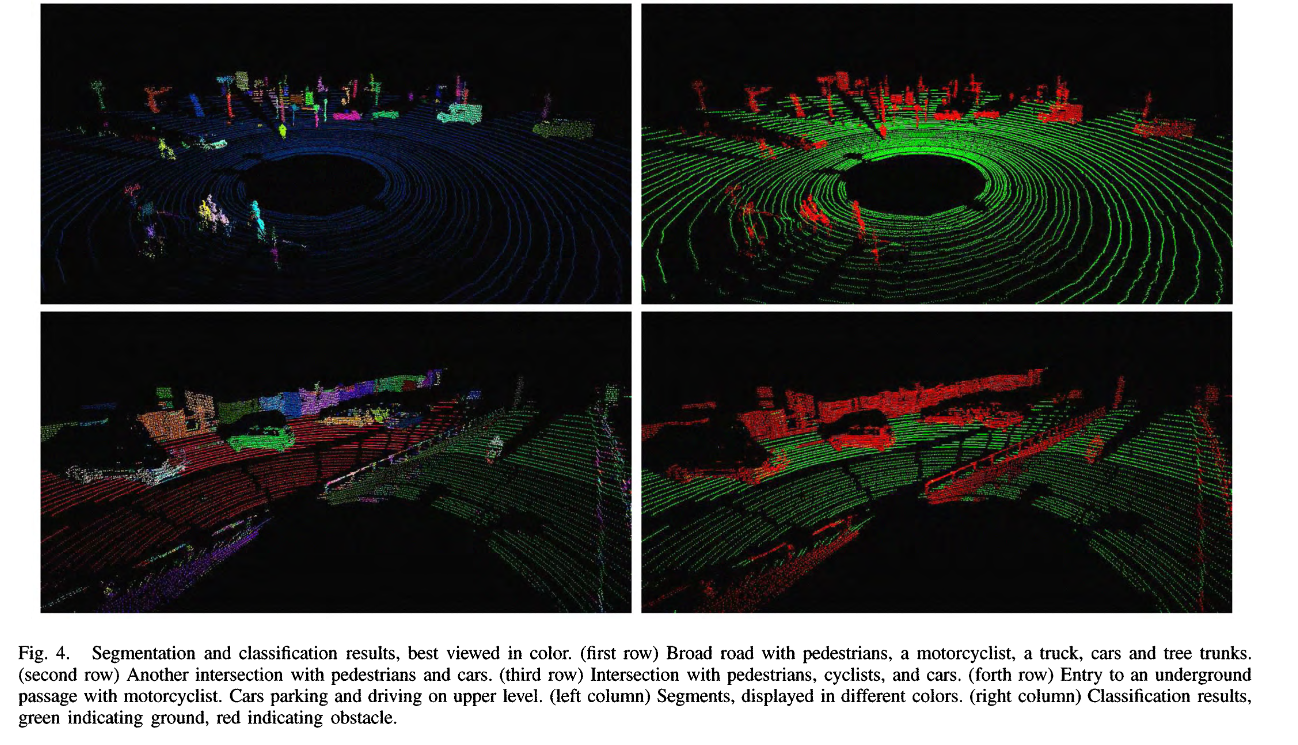 Fig. 4. Segmentation and classification results, best viewed in color. (first row) Broad road with pedestrians, a motorcyclist, a truck, cars and tree trunks.
(second row) Another intersection with pedestrians and cars. (third row) Intersection with pedestrians, cyclists, and cars. (forth row) Entry to an underground
passage with motorcyclist. Cars parking and driving on upper level. (left column) Segments, displayed in different colors. (right column) Classification results,
green indicating ground, red indicating obstacle.